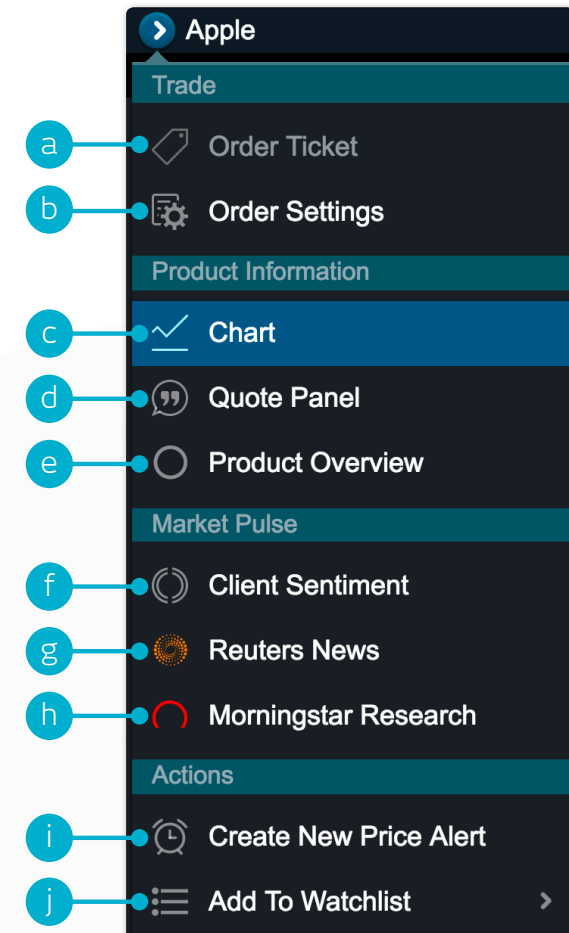 Apple
Trade
a Order Ticket
b Order Settings
Product Information
c Chart
d Quote Panel
e Product Overview
Market Pulse
f Client Sentiment
g Reuters News
h Morningstar Research
Actions
i Create New Price Alert
j Add To Watchlist